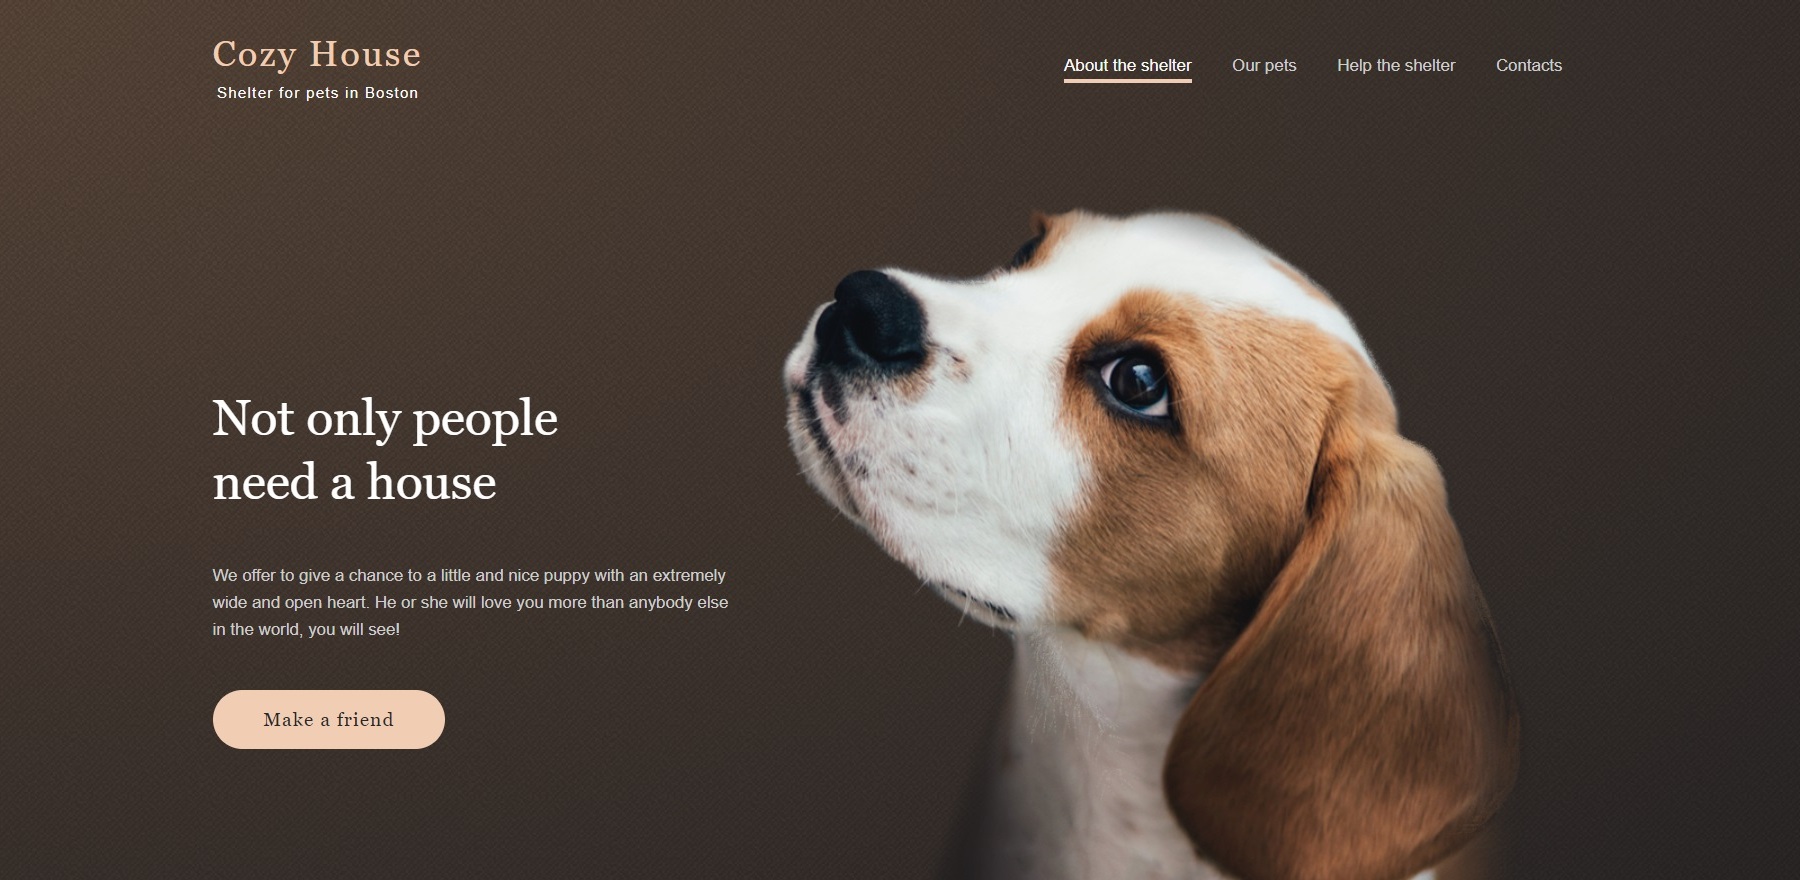 Cozy House
Shelter for pets in Boston
About the shelter
Our pets
Help the shelter
Contacts
Not only people
need a house
We offer to give a chance to a little and nice puppy with an extremely
wide and open heart. He or she will love you more than anybody else
in the world, you will see!
Make a friend